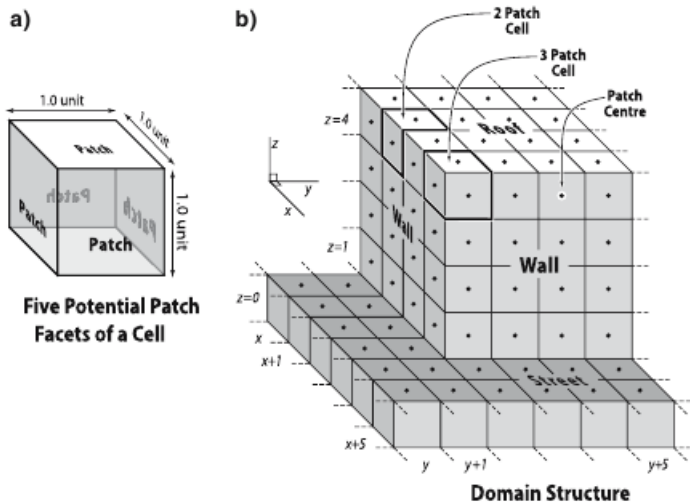 a)
1.0 unit
1.0 unit
1.0 unit
Patch
Patch
Patch
Patch
Patch
Five Potential Patch
Facets of a Cell
b)
2 Patch
Cell
3 Patch
Cell
Patch
Centre
z=4
Roof
z
y
x
Wall
Wall
z=1
z=0
x
x+1
Street
x+5
y
y+1
y+5
Domain Structure